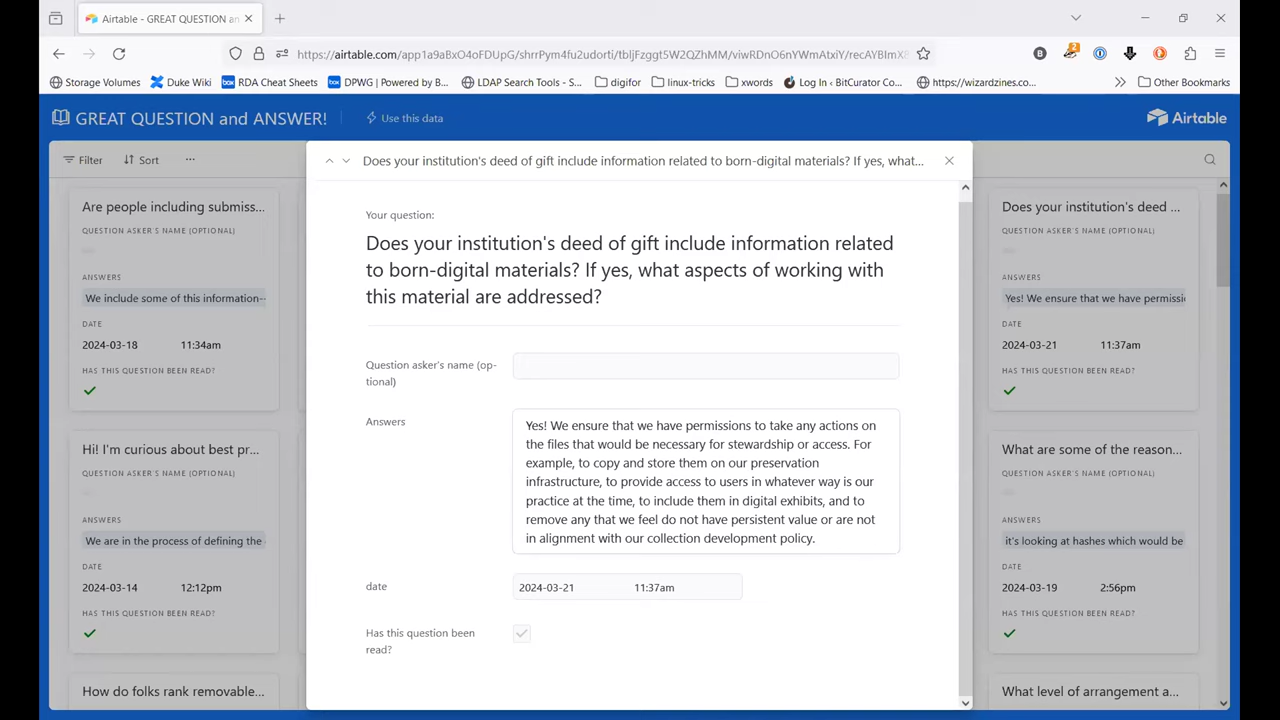 Airtable - GREAT QUESTION an
https://airtable.com/app1a9aBxO4oFDUpG/shrrPym4fu2udorti/tbljFzggt5W2QZhMM/viwRDnO6nYWmAtxiY/recAYBImX
2
Storage Volumes
Duke Wiki
RDA Cheat Sheets
DPWG | Powered by B...
LDAP Search Tools - S...
digifor
linux-tricks
xwords
Log In ‹ BitCurator Co...
https://wizardzines.co...
Other Bookmarks
GREAT QUESTION and ANSWER!
Use this data
Airtable
Filter
Sort
...
Does your institution's deed of gift include information related to born-digital materials? If yes, what...
Are people including submiss...
QUESTION ASKER'S NAME (OPTIONAL)
ANSWERS
We include some of this information-
DATE
2024-03-18 11:34am
HAS THIS QUESTION BEEN READ?
Hi! I'm curious about best pr...
QUESTION ASKER'S NAME (OPTIONAL)
ANSWERS
We are in the process of defining the
DATE
2024-03-14 12:12pm
HAS THIS QUESTION BEEN READ?
How do folks rank removable...
Your question:
Does your institution's deed of gift include information related
to born-digital materials? If yes, what aspects of working with
this material are addressed?
Question asker's name (op-
tional)
Answers
Yes! We ensure that we have permissions to take any actions on
the files that would be necessary for stewardship or access. For
example, to copy and store them on our preservation
infrastructure, to provide access to users in whatever way is our
practice at the time, to include them in digital exhibits, and to
remove any that we feel do not have persistent value or are not
in alignment with our collection development policy.
date
2024-03-21 11:37am
Has this question been
read?
Does your institution's deed ...
QUESTION ASKER'S NAME (OPTIONAL)
ANSWERS
Yes! We ensure that we have permissi
DATE
2024-03-21 11:37am
HAS THIS QUESTION BEEN READ?
What are some of the reason...
QUESTION ASKER'S NAME (OPTIONAL)
ANSWERS
it's looking at hashes which would be
DATE
2024-03-19 2:56pm
HAS THIS QUESTION BEEN READ?
What level of arrangement a...